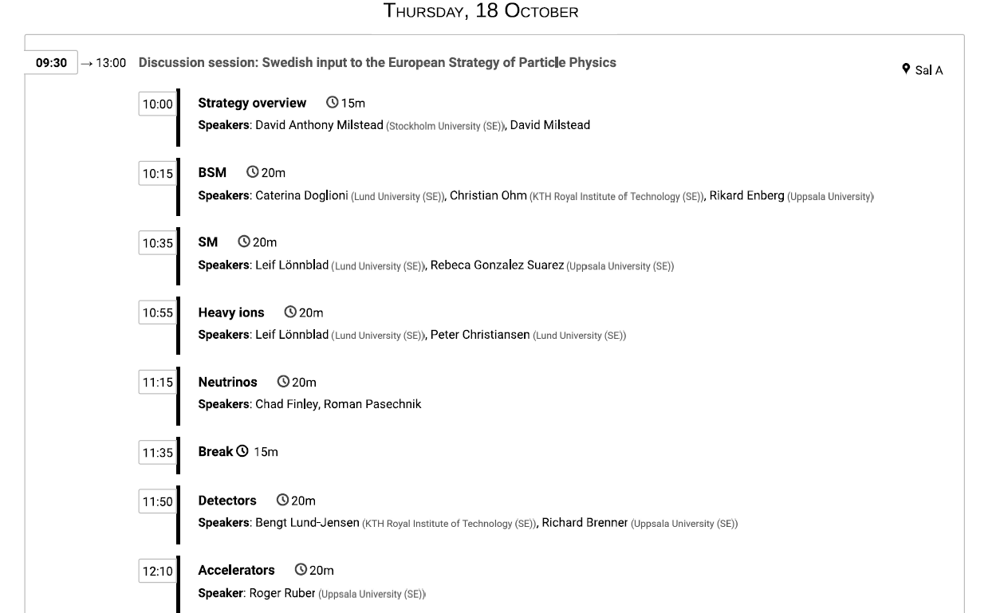 THURSDAY, 18 OCTOBER
09:30 → 13:00 Discussion session: Swedish input to the European Strategy of Particle Physics Sal A
10:00 Strategy overview 15m
Speakers: David Anthony Milstead (Stockholm University (SE)), David Milstead
10:15 BSM 20m
Speakers: Caterina Doglioni (Lund University (SE)), Christian Ohm (KTH Royal Institute of Technology (SE)), Rikard Enberg (Uppsala University)
10:35 SM 20m
Speakers: Leif Lönnblad (Lund University (SE)), Rebeca Gonzalez Suarez (Uppsala University (SE))
10:55 Heavy ions 20m
Speakers: Leif Lönnblad (Lund University (SE)), Peter Christiansen (Lund University (SE))
11:15 Neutrinos 20m
Speakers: Chad Finley, Roman Pasechnik
11:35 Break 15m
11:50 Detectors 20m
Speakers: Bengt Lund-Jensen (KTH Royal Institute of Technology (SE)), Richard Brenner (Uppsala University (SE))
12:10 Accelerators 20m
Speaker: Roger Ruber (Uppsala University (SE))